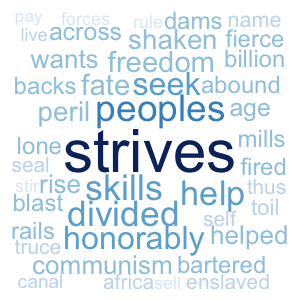 pay forces rule dams name
live across shaken fierce
wants freedom billion
backs fate seek abound
peril peoples age
lone strives mills
seal fired
stir rise skills help thus
blast divided self toil
rails honorably helped
truce
communism bartered
canal africa sell enslaved